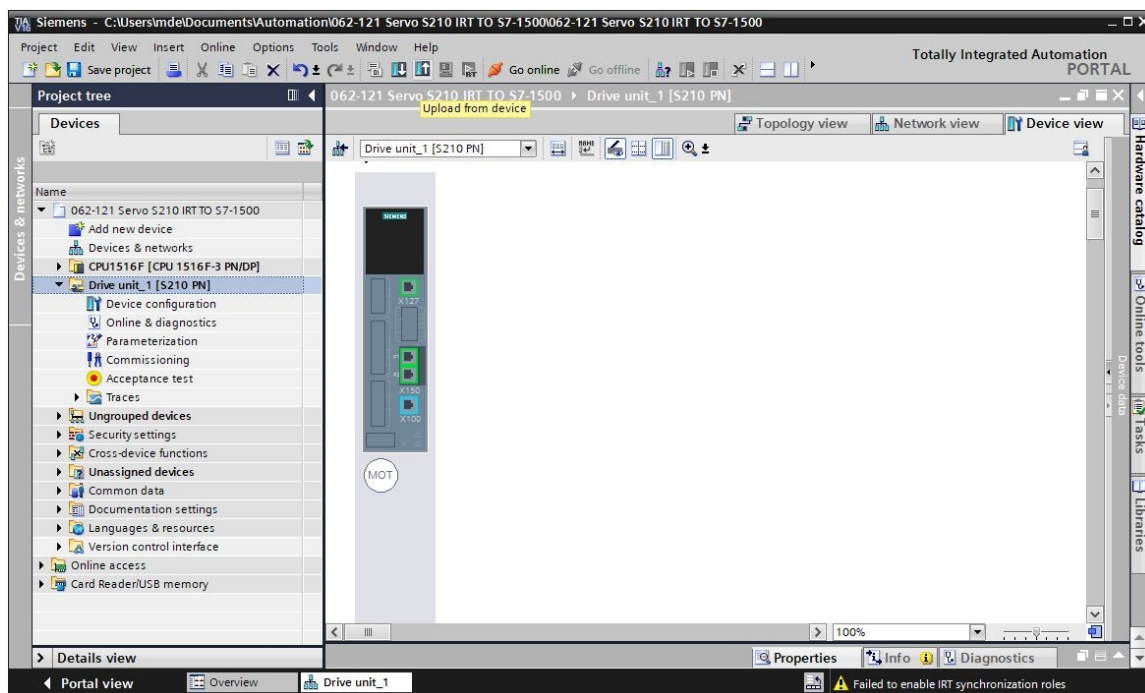 TIA V16 Siemens - C:\Users\mde\Documents\Automation\062-121 Servo S210 IRT TO S7-1500\062-121 Servo S210 IRT TO S7-1500
Project Edit View Insert Online Options Tools Window Help
Totally Integrated Automation
PORTAL
Save project
RT
Go online
Go offline
Project tree
062-121 Servo S210 IRT TO S7-1500 Drive unit_1 [S210 PN]
Upload from device
Devices
Topology view
Network view
Device view
Drive unit_1 [S210 PN]
Name
062-121 Servo S210 IRT TO S7-1500
Add new device
Devices & networks
CPU1516F [CPU 1516F-3 PN/DP]
Drive unit_1 [S210 PN]
Device configuration
Online & diagnostics
Parameterization
Commissioning
Acceptance test
Traces
Ungrouped devices
Security settings
Cross-device functions
Unassigned devices
Common data
Documentation settings
Languages & resources
Version control interface
Online access
Card Reader/USB memory
SIEMENS
X127
X150
X100
MOT
Devices & networks
Device data
Hardware catalog
Online tools
Tasks
Libraries
100%
Details view
Properties
Info
Diagnostics
Portal view
Overview
Drive unit_1
Failed to enable IRT synchronization roles